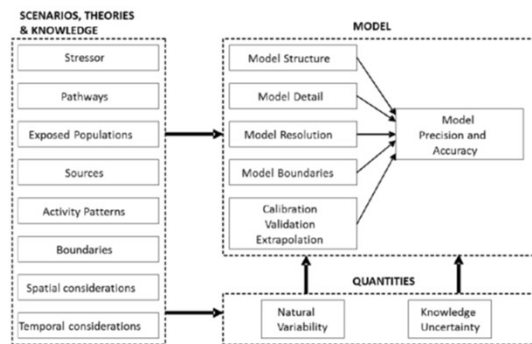 SCENARIOS, THEORIES
& KNOWLEDGE
Stressor
Pathways
Exposed Populations
Sources
Activity Patterns
Boundaries
Spatial considerations
Temporal considerations
MODEL
Model Structure
Model Detail
Model Resolution
Model Boundaries
Calibration
Validation
Extrapolation
Model
Precision and
Accuracy
QUANTITIES
Natural
Variability
Knowledge
Uncertainty